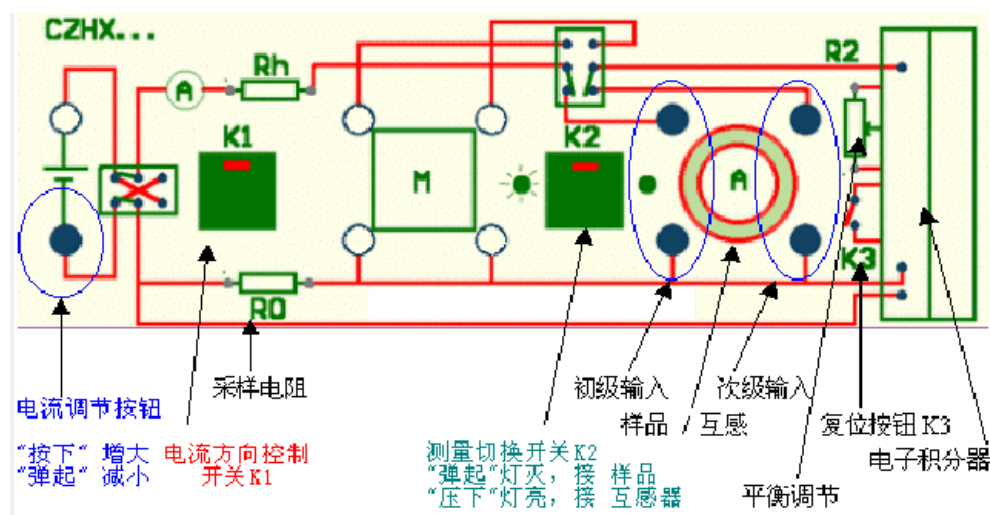 CZHX...
R2
Rh
A
K1
K2
M
A
K3
R0
采样电阻
初级输入
次级输入
电流调节按钮
样品
互感
复位按钮K3
“按下“ 增大
“弹起“ 减小
电流方向控制
开关K1
测量切换开关K2
“弹起“灯灭，接 样品
“压下“灯亮，接 互感器
电子积分器
平衡调节